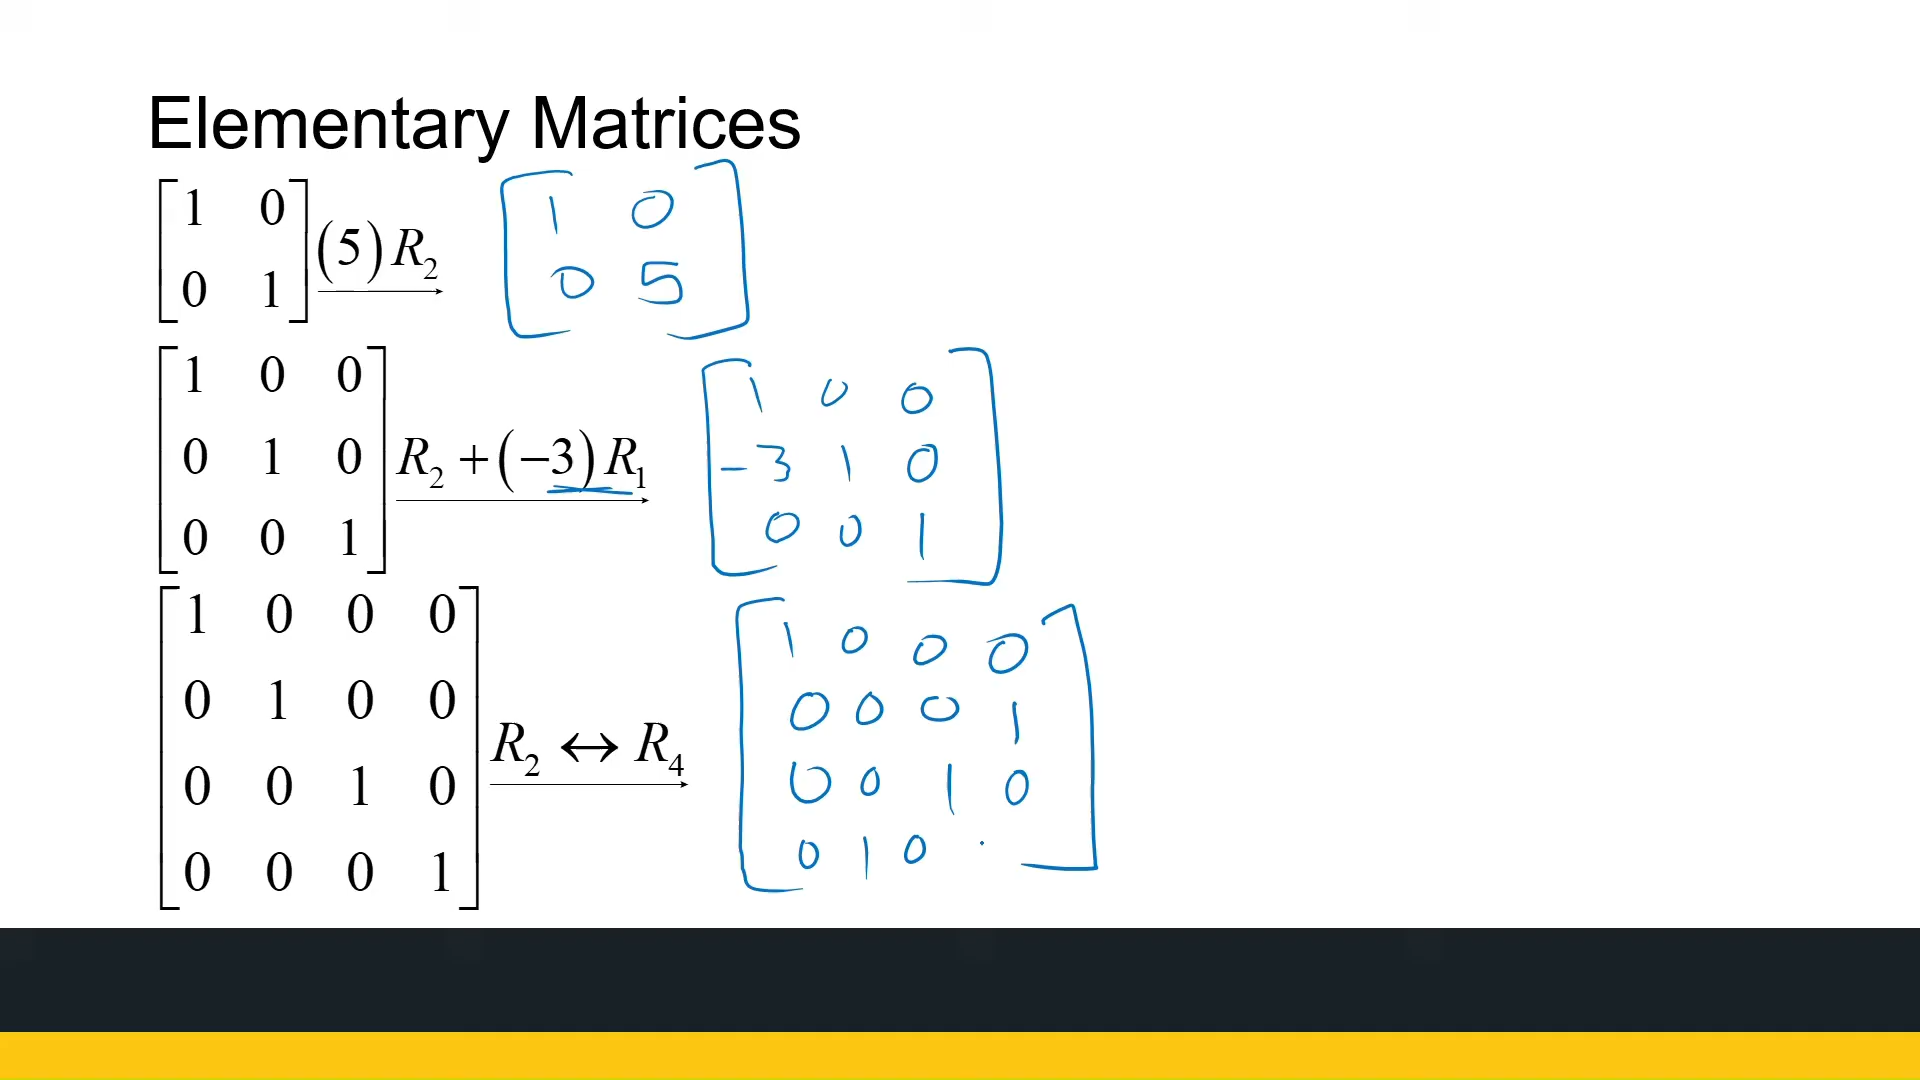 Elementary Matrices
[1 0
0 1] (5)R₂ → [1 0
0 5]
[1 0 0
0 1 0
0 0 1] R₂ + (−3)R₁ → [1 0 0
−3 1 0
0 0 1]
[1 0 0 0
0 1 0 0
0 0 1 0
0 0 0 1] R₂ ↔ R₄ → [1 0 0 0
0 0 0 1
0 0 1 0
0 1 0 ·]